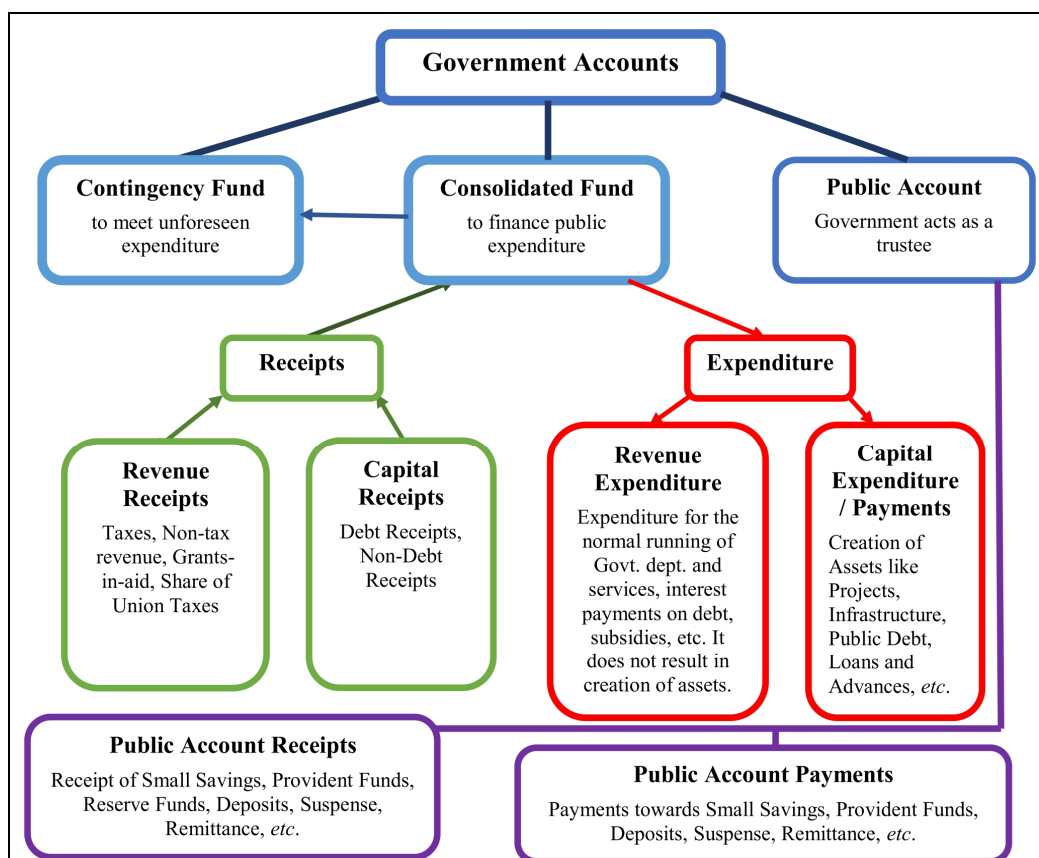 Government Accounts
Contingency Fund
to meet unforeseen
expenditure
Consolidated Fund
to finance public
expenditure
Public Account
Government acts as a
trustee
Receipts
Expenditure
Revenue
Receipts
Taxes, Non-tax
revenue, Grants-
in-aid, Share of
Union Taxes
Capital
Receipts
Debt Receipts,
Non-Debt
Receipts
Revenue
Expenditure
Expenditure for the
normal running of
Govt. dept. and
services, interest
payments on debt,
subsidies, etc. It
does not result in
creation of assets.
Capital
Expenditure
/ Payments
Creation of
Assets like
Projects,
Infrastructure,
Public Debt,
Loans and
Advances, etc.
Public Account Receipts
Receipt of Small Savings, Provident Funds,
Reserve Funds, Deposits, Suspense,
Remittance, etc.
Public Account Payments
Payments towards Small Savings, Provident Funds,
Deposits, Suspense, Remittance, etc.